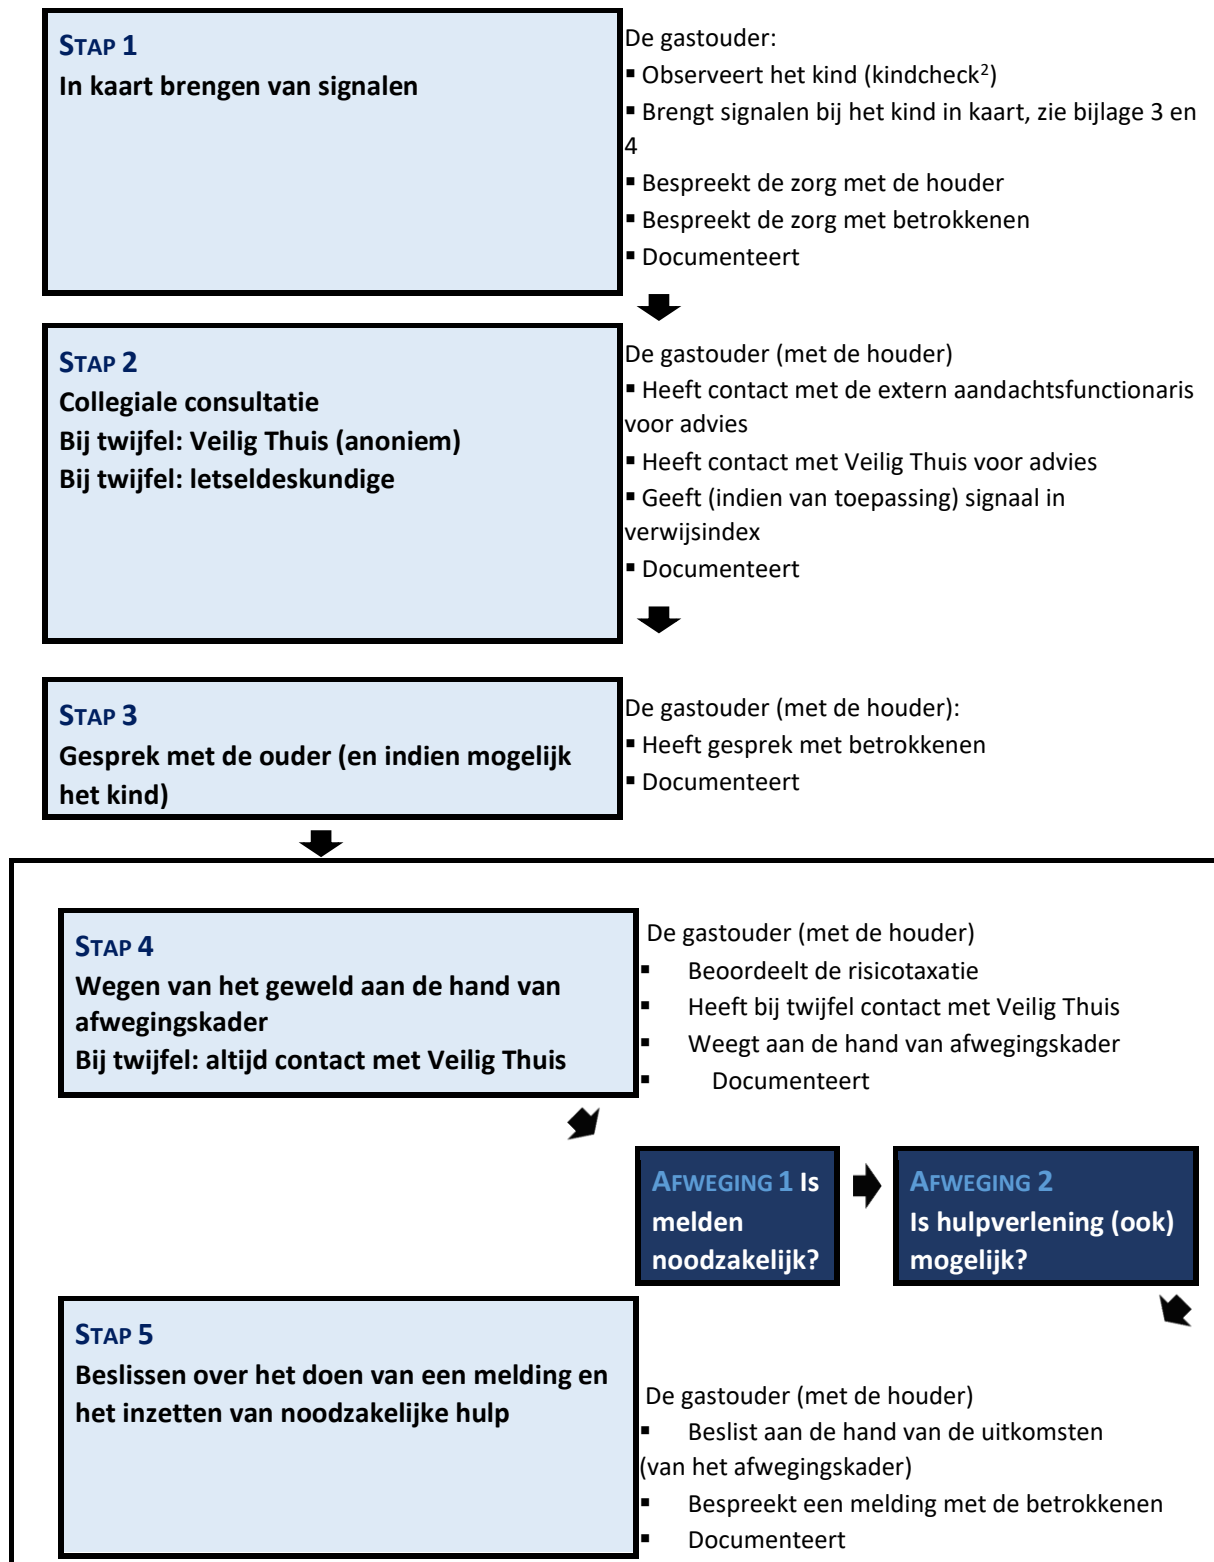 STAP 1
In kaart brengen van signalen
De gastouder:
▪ Observeert het kind (kindcheck²)
▪ Brengt signalen bij het kind in kaart, zie bijlage 3 en
4
▪ Bespreekt de zorg met de houder
▪ Bespreekt de zorg met betrokkenen
▪ Documenteert
STAP 2
Collegiale consultatie
Bij twijfel: Veilig Thuis (anoniem)
Bij twijfel: letseldeskundige
De gastouder (met de houder)
▪ Heeft contact met de extern aandachtsfunctionaris
voor advies
▪ Heeft contact met Veilig Thuis voor advies
▪ Geeft (indien van toepassing) signaal in
verwijsindex
▪ Documenteert
STAP 3
Gesprek met de ouder (en indien mogelijk
het kind)
De gastouder (met de houder):
▪ Heeft gesprek met betrokkenen
▪ Documenteert
STAP 4
Wegen van het geweld aan de hand van
afwegingskader
Bij twijfel: altijd contact met Veilig Thuis
De gastouder (met de houder)
▪ Beoordeelt de risicotaxatie
▪ Heeft bij twijfel contact met Veilig Thuis
▪ Weegt aan de hand van afwegingskader
▪ Documenteert
AFWEGING 1 Is
melden
noodzakelijk?
AFWEGING 2
Is hulpverlening (ook)
mogelijk?
STAP 5
Beslissen over het doen van een melding en
het inzetten van noodzakelijke hulp
De gastouder (met de houder)
▪ Beslist aan de hand van de uitkomsten
(van het afwegingskader)
▪ Bespreekt een melding met de betrokkenen
▪ Documenteert